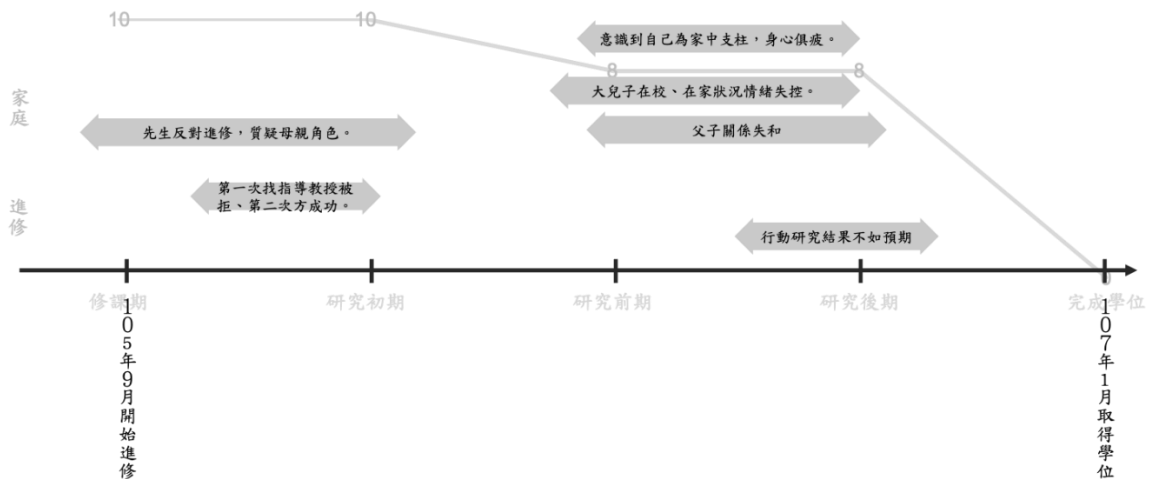 10
10
意識到自己為家中支柱，身心俱疲。
8
8
大兒子在校、在家狀況情緒失控。
家庭
先生反對進修，質疑母親角色。
父子關係失和
第一次找指導教授被
拒、第二次方成功。
進修
行動研究結果不如預期
0
修課期
研究初期
研究前期
研究後期
完成學位
105年9月開始進修
107年1月取得學位